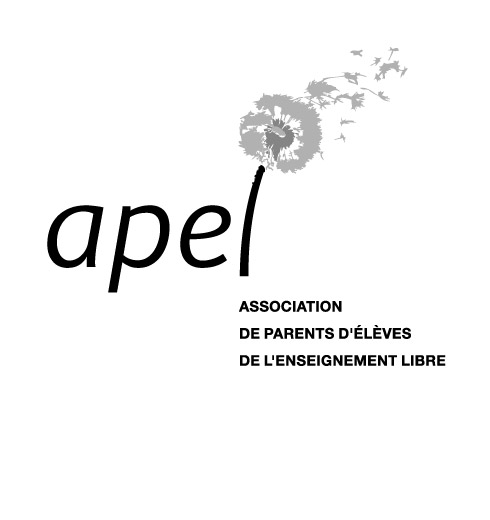 apel
ASSOCIATION
DE PARENTS D'ÉLÈVES
DE L'ENSEIGNEMENT LIBRE